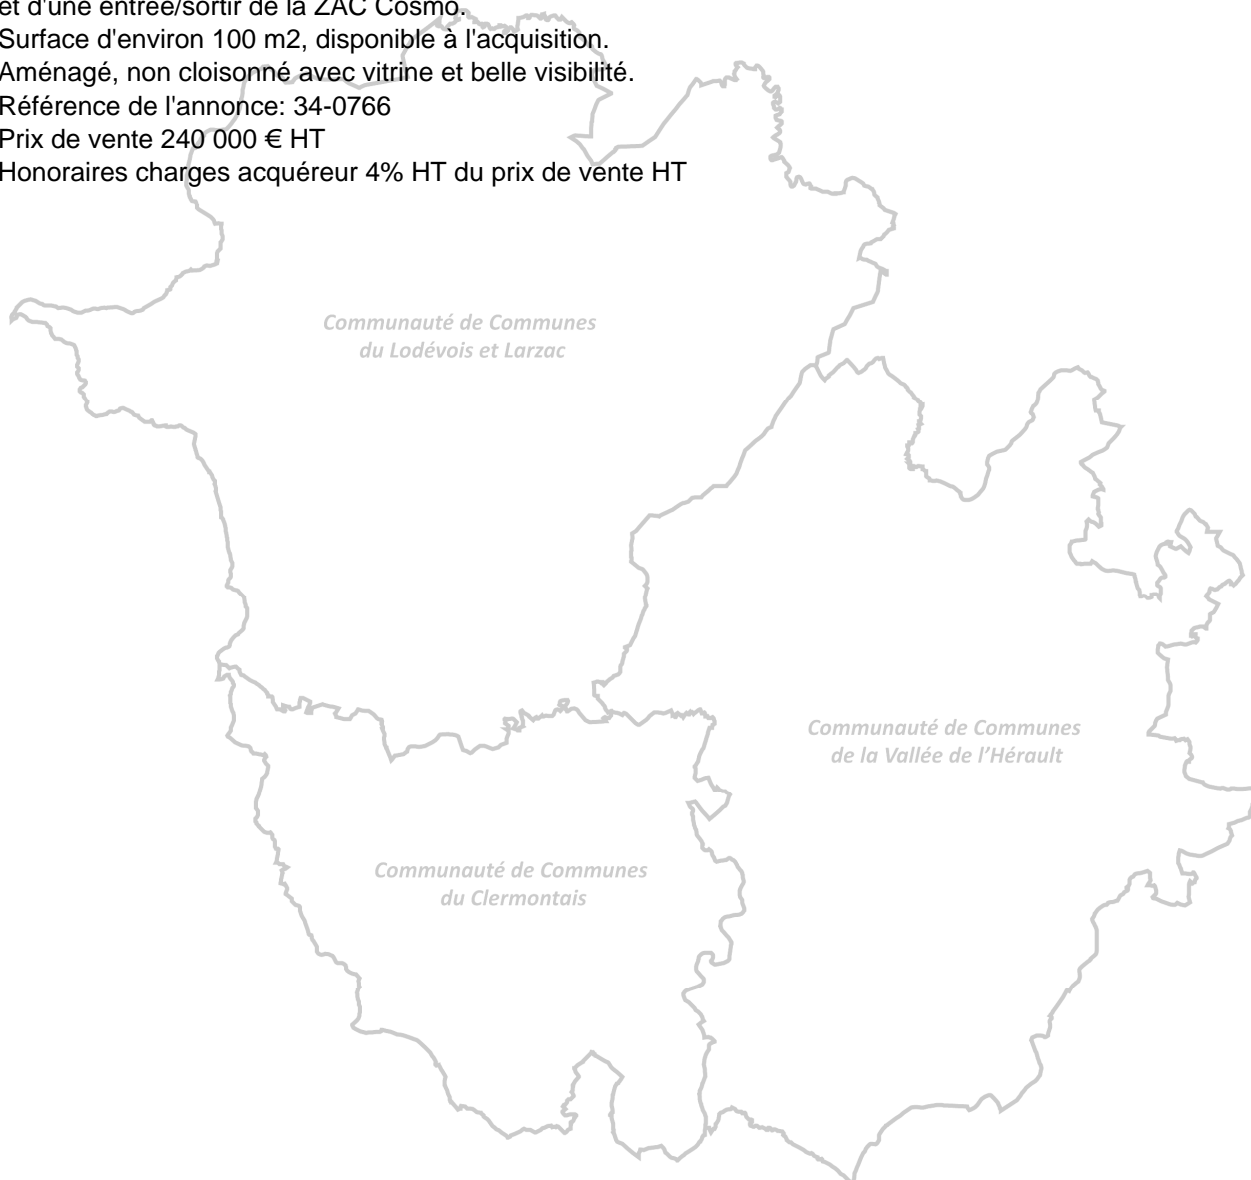 et d'une entrée/sortir de la ZAC Cosmo.
Surface d'environ 100 m2, disponible à l'acquisition.
Aménagé, non cloisonné avec vitrine et belle visibilité.
Référence de l'annonce: 34-0766
Prix de vente 240 000 € HT
Honoraires charges acquéreur 4% HT du prix de vente HT
Communauté de Communes
du Lodévois et Larzac
Communauté de Communes
de la Vallée de l’Hérault
Communauté de Communes
du Clermontais